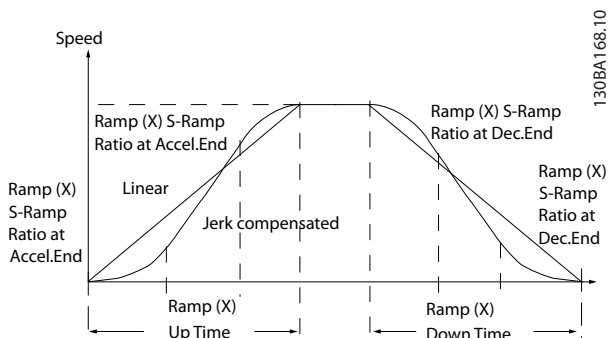 130BA168.10
Speed
Ramp (X) S-Ramp
Ratio at Accel.End
Ramp (X) S-Ramp
Ratio at Dec.End
Ramp (X)
S-Ramp
Ratio at
Accel.End
Linear
Jerk compensated
Ramp (X)
S-Ramp
Ratio at
Dec.End
Ramp (X)
Up Time
Ramp (X)
Down Time